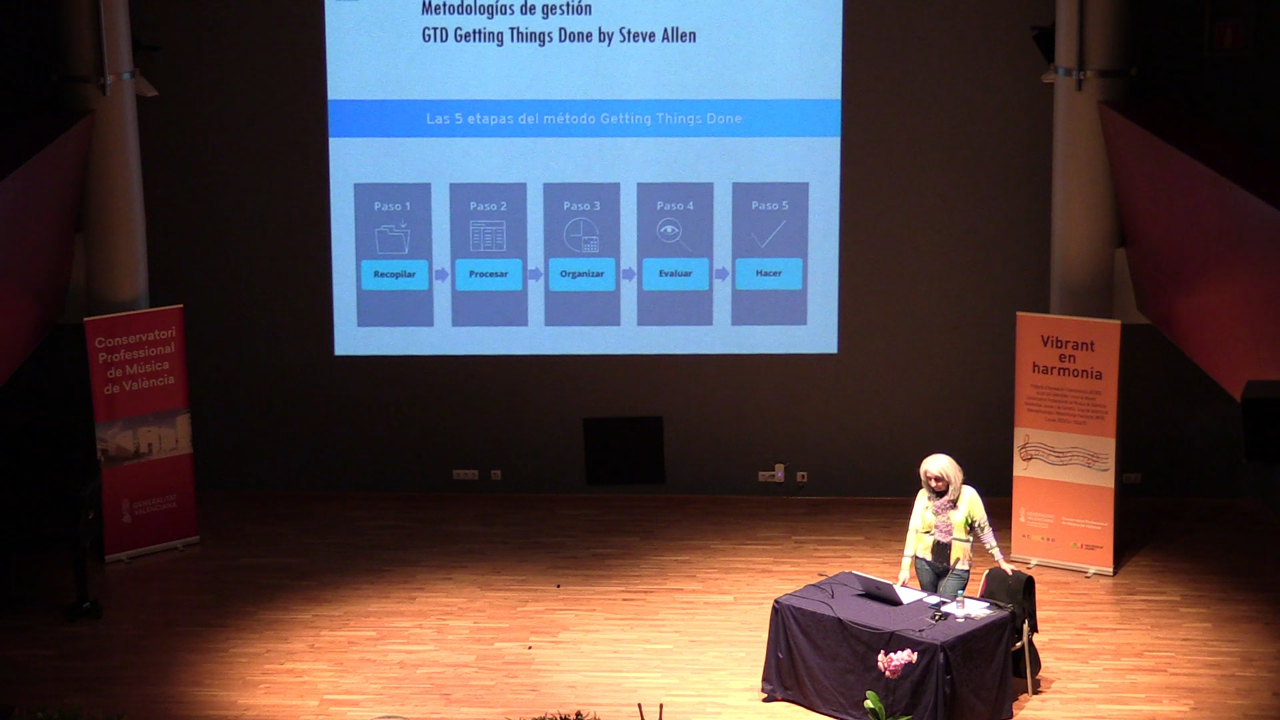 Metodologías de gestión
GTD Getting Things Done by Steve Allen
Las 5 etapas del método Getting Things Done
Paso 1
Recopilar
Paso 2
Procesar
Paso 3
Organizar
Paso 4
Evaluar
Paso 5
Hacer
Conservatori
Professional
de Música
de València
GENERALITAT
VALENCIANA
Vibrant
en
harmonia